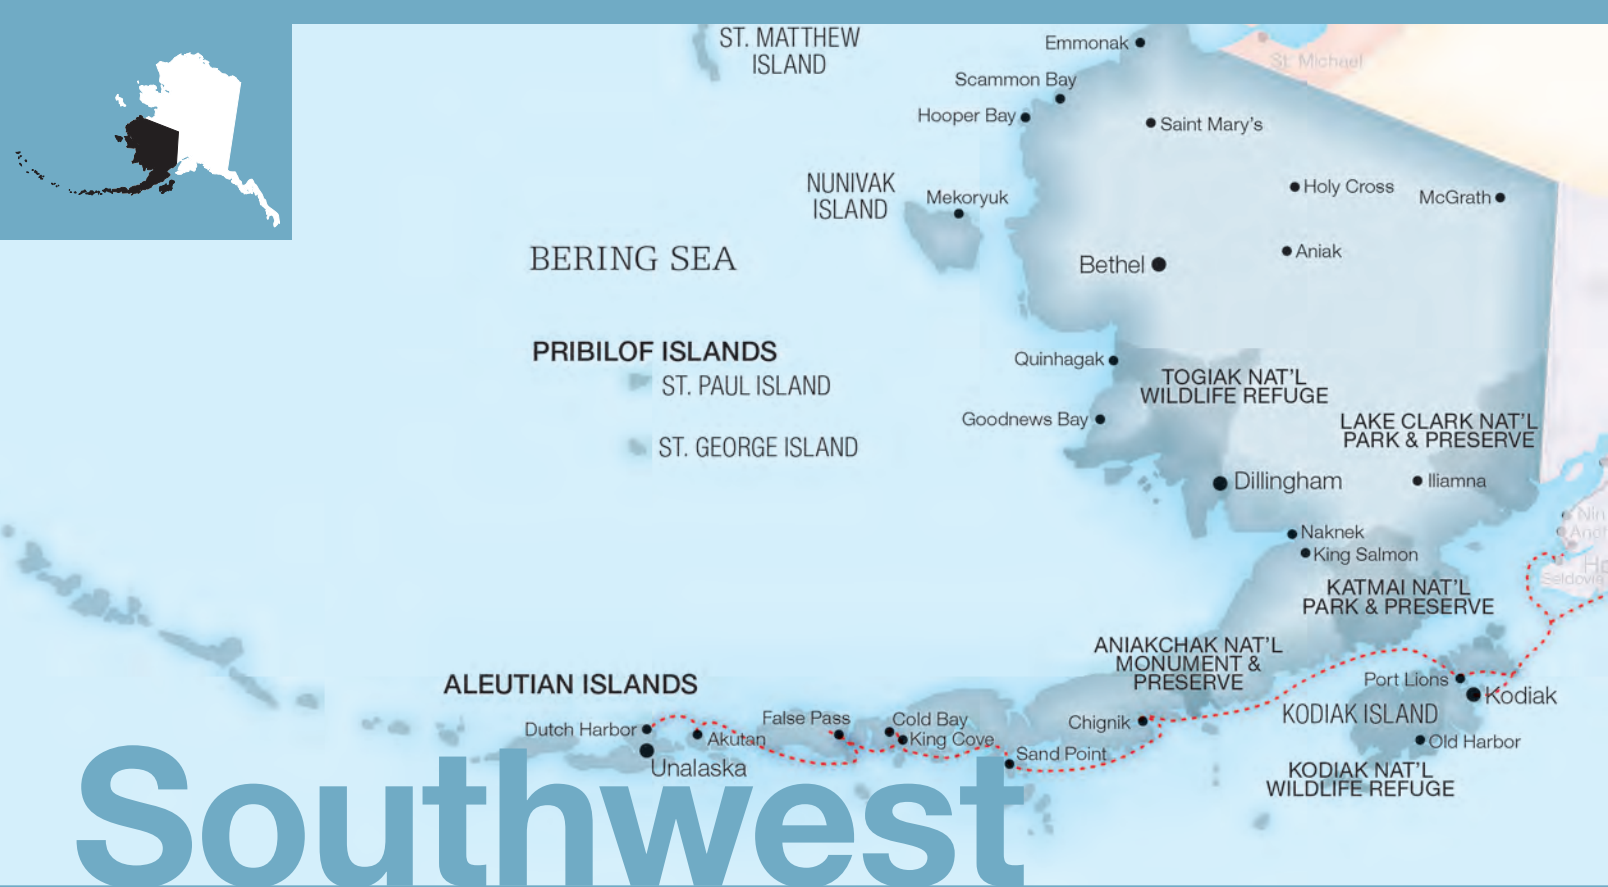 ST. MATTHEW
ISLAND
Emmonak
St. Michael
Scammon Bay
Hooper Bay
Saint Mary's
NUNIVAK
ISLAND
Mekoryuk
Holy Cross
McGrath
BERING SEA
Bethel
Aniak
PRIBILOF ISLANDS
ST. PAUL ISLAND
ST. GEORGE ISLAND
Quinhagak
TOGIAK NAT'L
WILDLIFE REFUGE
Goodnews Bay
LAKE CLARK NAT'L
PARK & PRESERVE
Dillingham
Iliamna
Naknek
King Salmon
KATMAI NAT'L
PARK & PRESERVE
Seldovia
ANIAKCHAK NAT'L
MONUMENT &
PRESERVE
ALEUTIAN ISLANDS
Port Lions
Kodiak
KODIAK ISLAND
Old Harbor
KODIAK NAT'L
WILDLIFE REFUGE
Dutch Harbor
Akutan
Unalaska
False Pass
Cold Bay
King Cove
Sand Point
Chignik
Southwest